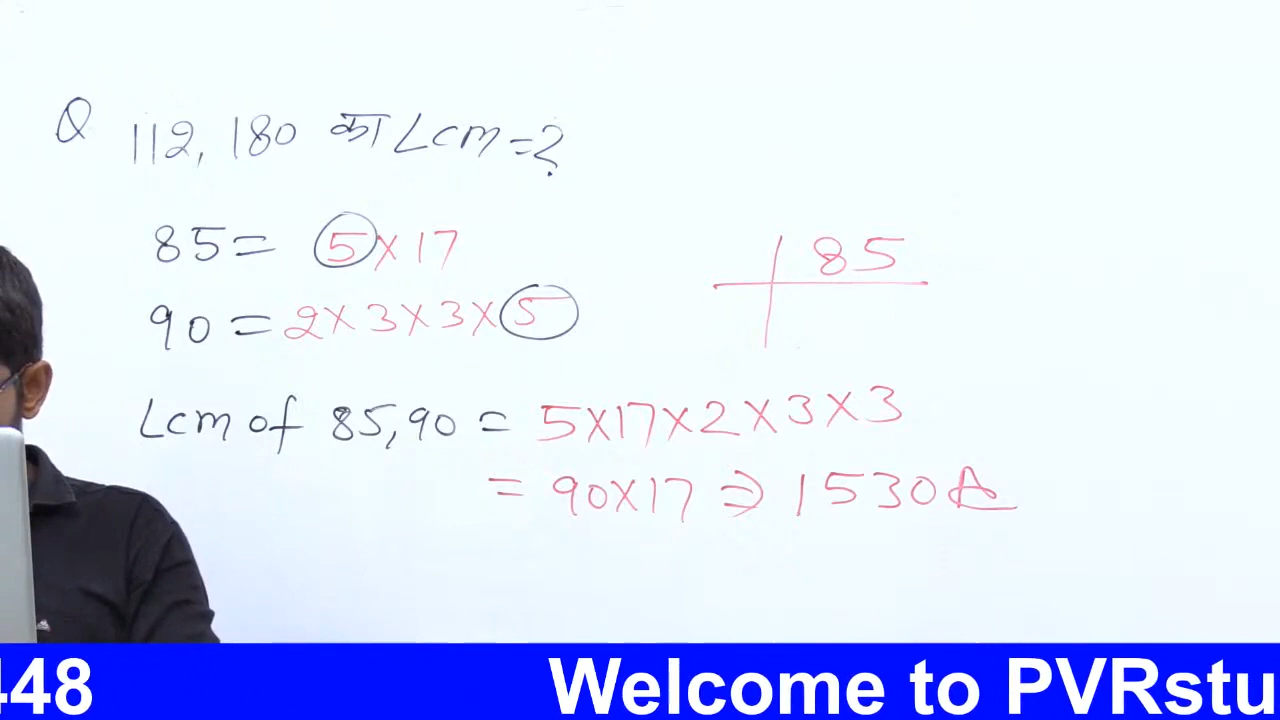 Q 112, 180 का Lcm = ?
85 = 5 X 17
85
90 = 2 X 3 X 3 X 5
Lcm of 85, 90 = 5 X 17 X 2 X 3 X 3
= 90 X 17 ⇒ 1530 A
448 Welcome to PVRstu